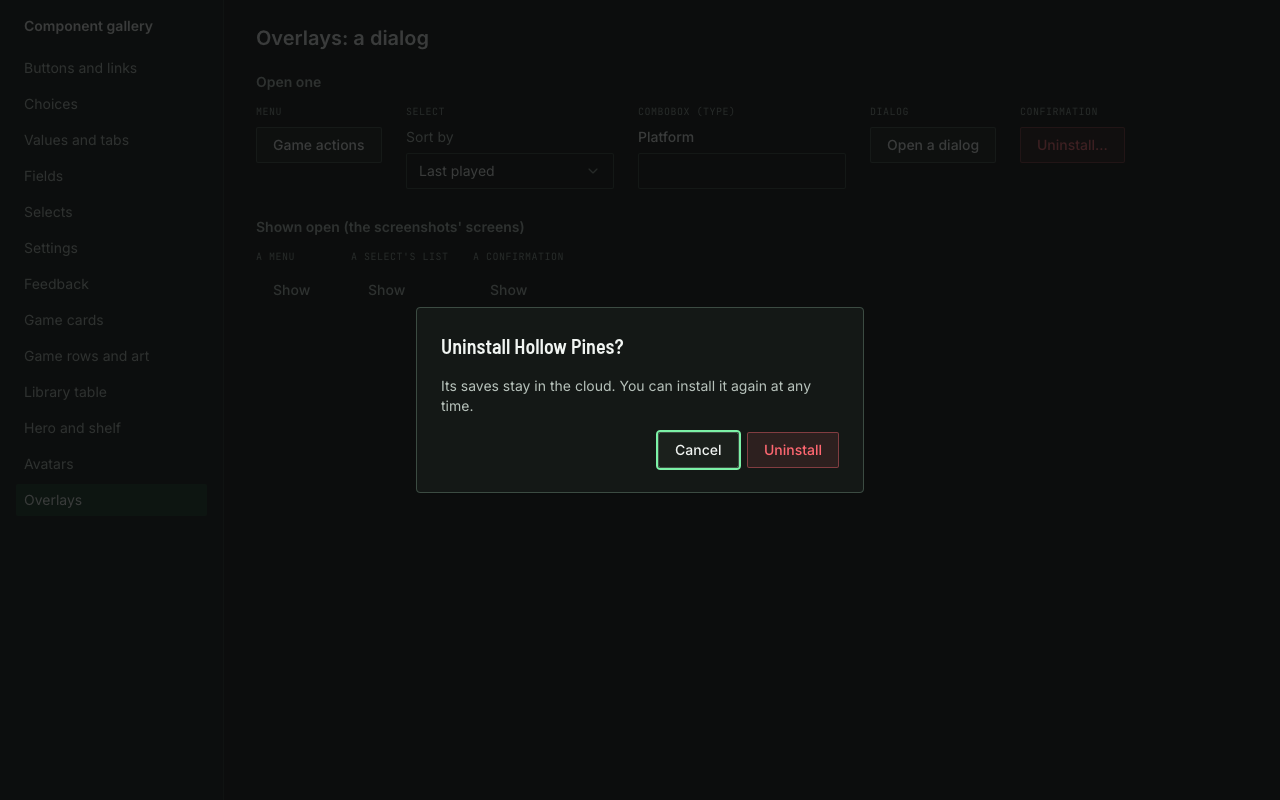 Component gallery
Buttons and links
Choices
Values and tabs
Fields
Selects
Settings
Feedback
Game cards
Game rows and art
Library table
Hero and shelf
Avatars
Overlays
Overlays: a dialog
Open one
MENU
Game actions
SELECT
Sort by
Last played
COMBOBOX (TYPE)
Platform
DIALOG
Open a dialog
CONFIRMATION
Uninstall...
Shown open (the screenshots' screens)
A MENU
Show
A SELECT'S LIST
Show
A CONFIRMATION
Show
Uninstall Hollow Pines?
Its saves stay in the cloud. You can install it again at any
time.
Cancel
Uninstall